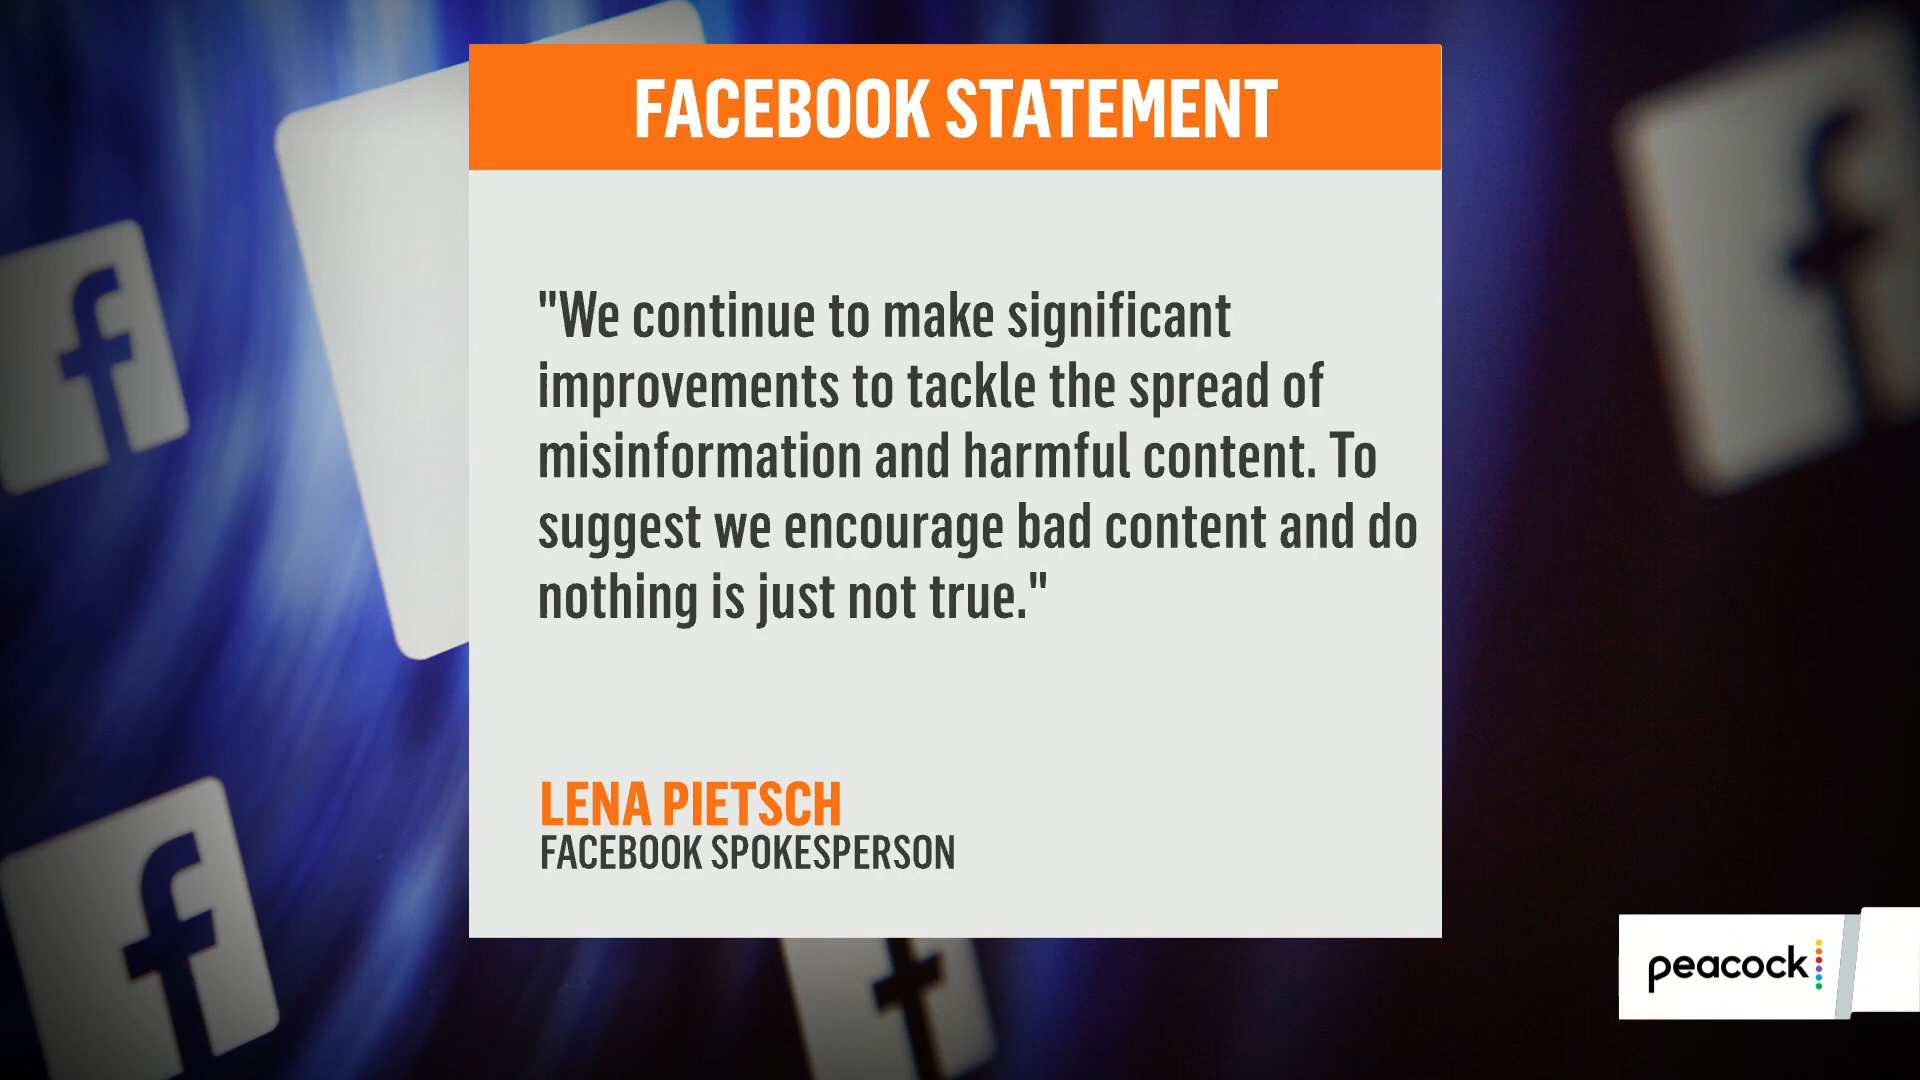 FACEBOOK STATEMENT
"We continue to make significant
improvements to tackle the spread of
misinformation and harmful content. To
suggest we encourage bad content and do
nothing is just not true."
LENA PIETSCH
FACEBOOK SPOKESPERSON
peacock